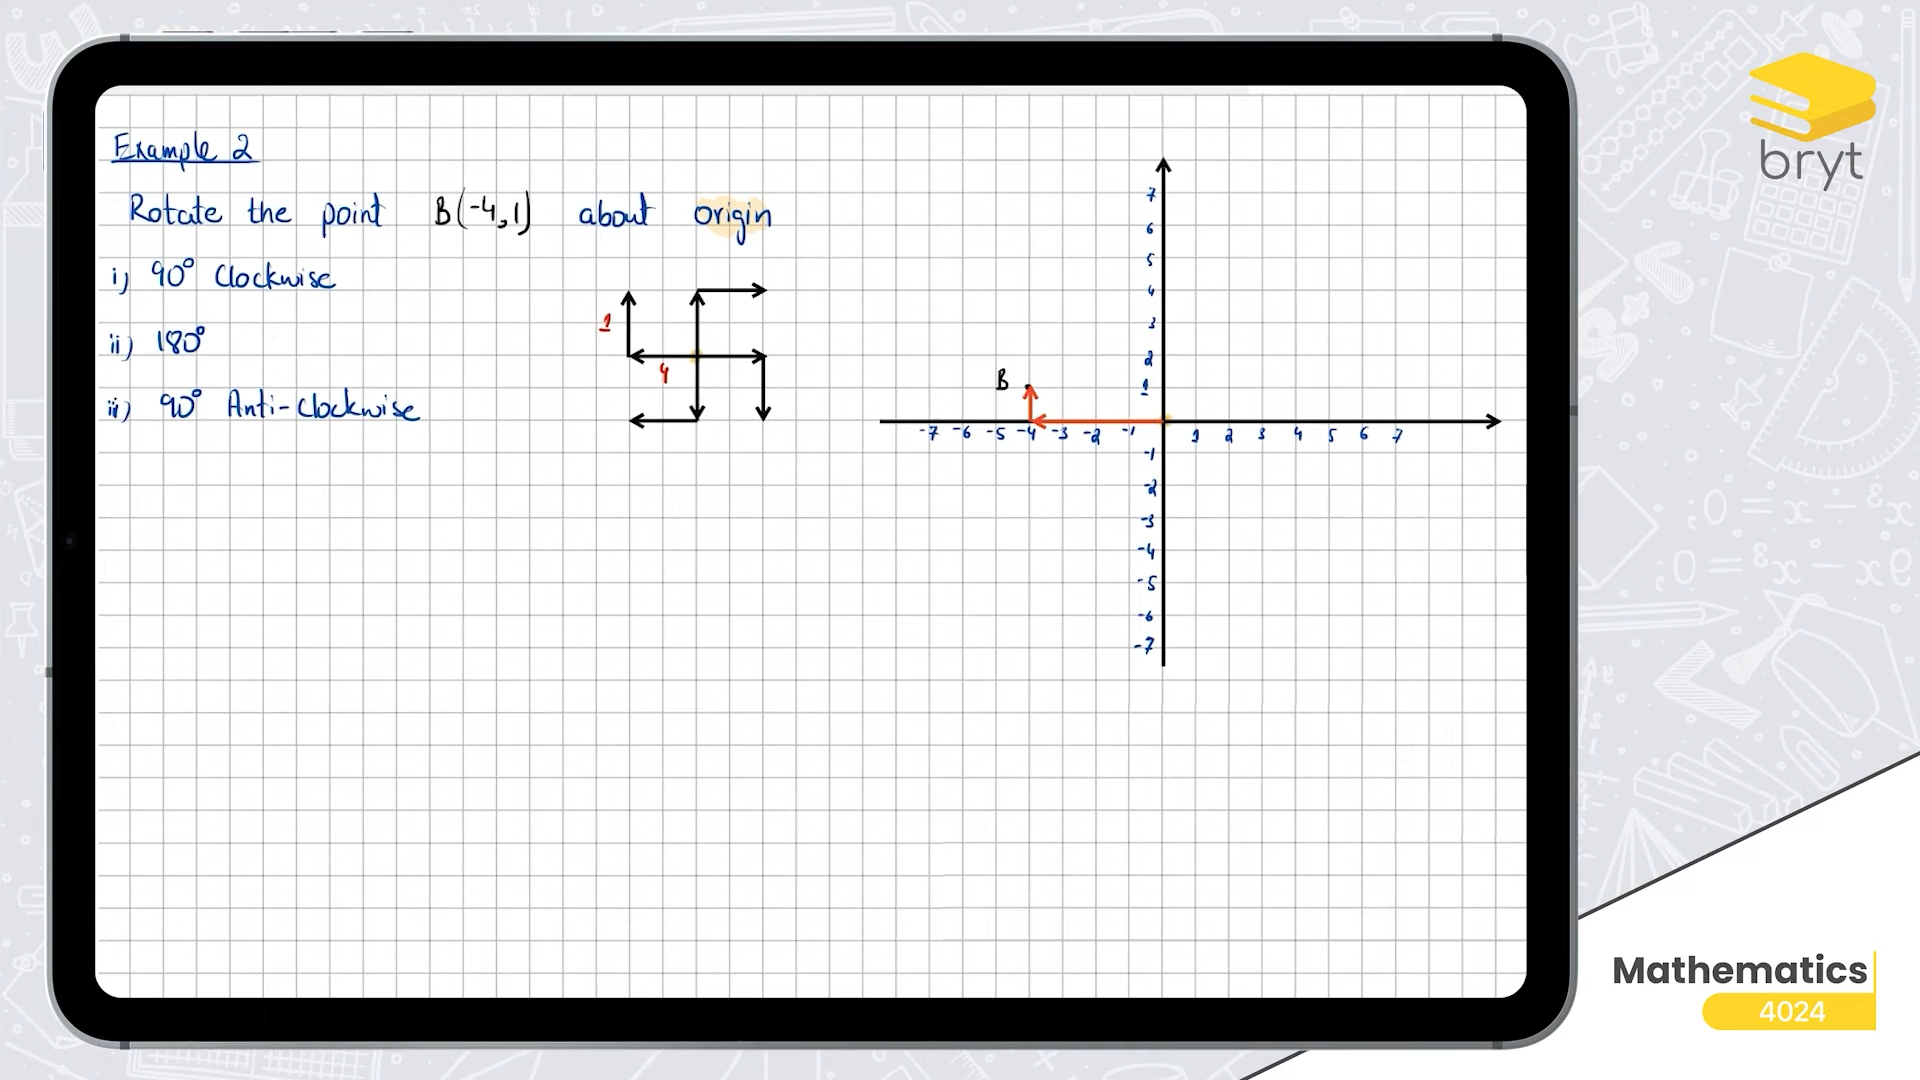 Example 2
Rotate the point B(-4,1) about origin
i) 90° Clockwise
ii) 180°
iii) 90° Anti-Clockwise
1
4
7
6
5
4
3
2
1
B
-7 -6 -5 -4 -3 -2 -1 1 2 3 4 5 6 7
-1
-2
-3
-4
-5
-6
-7
bryt
Mathematics
4024